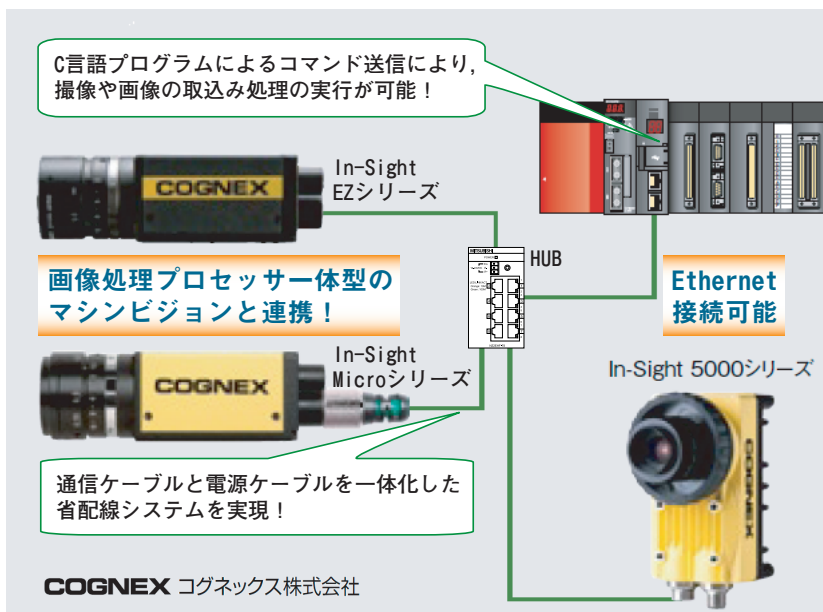 C言語プログラムによるコマンド送信により,
撮像や画像の取込み処理の実行が可能！
In-Sight
EZシリーズ
COGNEX
MITSUBISHI
HUB
画像処理プロセッサ一体型の
マシンビジョンと連携！
Ethernet
接続可能
In-Sight
Microシリーズ
COGNEX
In-Sight 5000シリーズ
COGNEX
通信ケーブルと電源ケーブルを一体化した
省配線システムを実現！
COGNEX コグネックス株式会社